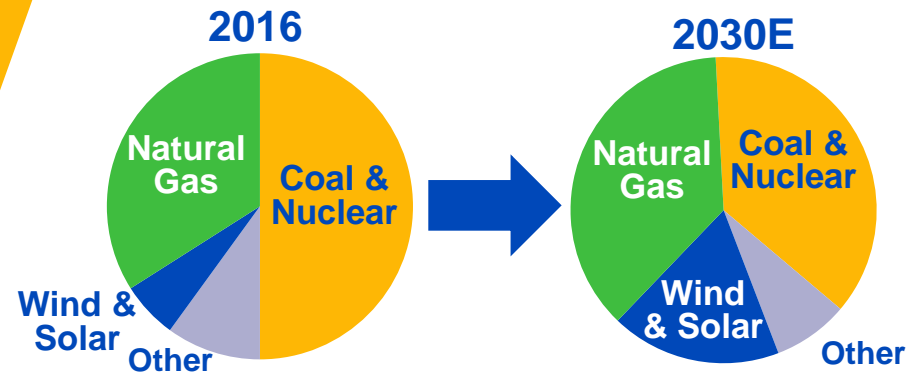 2016
Natural
Gas
Coal &
Nuclear
Wind &
Solar
Other
2030E
Natural
Gas
Coal &
Nuclear
Wind
& Solar
Other